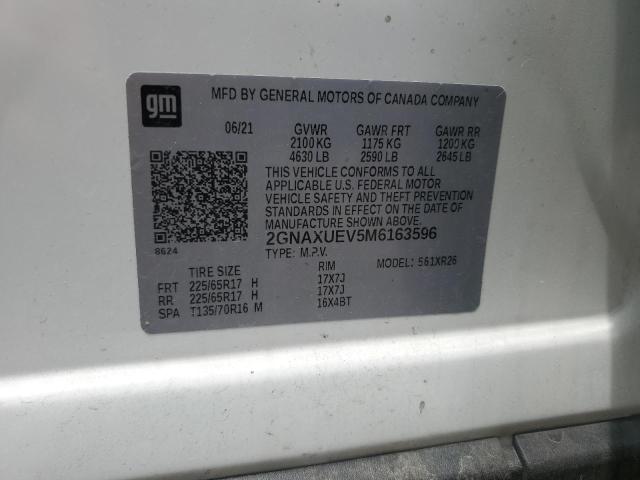 gm
MFD BY GENERAL MOTORS OF CANADA COMPANY
06/21 GVWR GAWR FRT GAWR RR
2100 KG 1175 KG 1200 KG
4630 LB 2590 LB 2645 LB
THIS VEHICLE CONFORMS TO ALL
APPLICABLE U.S. FEDERAL MOTOR
VEHICLE SAFETY AND THEFT PREVENTION
STANDARDS IN EFFECT ON THE DATE OF
MANUFACTURE SHOWN ABOVE.
2GNAXUEV5M6163596
8624
TYPE: M.P.V. MODEL: 561XR26
TIRE SIZE RIM
FRT 225/65R17 H 17X7J
RR 225/65R17 H 17X7J
SPA T135/70R16 M 16X4BT